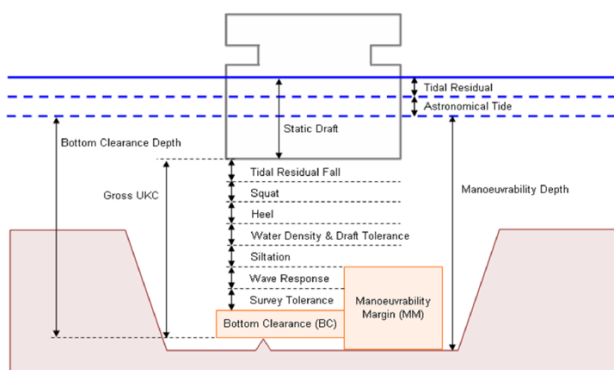 Tidal Residual
Astronomical Tide
Static Draft
Bottom Clearance Depth
Tidal Residual Fall
Gross UKC
Squat
Manoeuvrability Depth
Heel
Water Density & Draft Tolerance
Siltation
Wave Response
Survey Tolerance
Manoeuvrability
Margin (MM)
Bottom Clearance (BC)